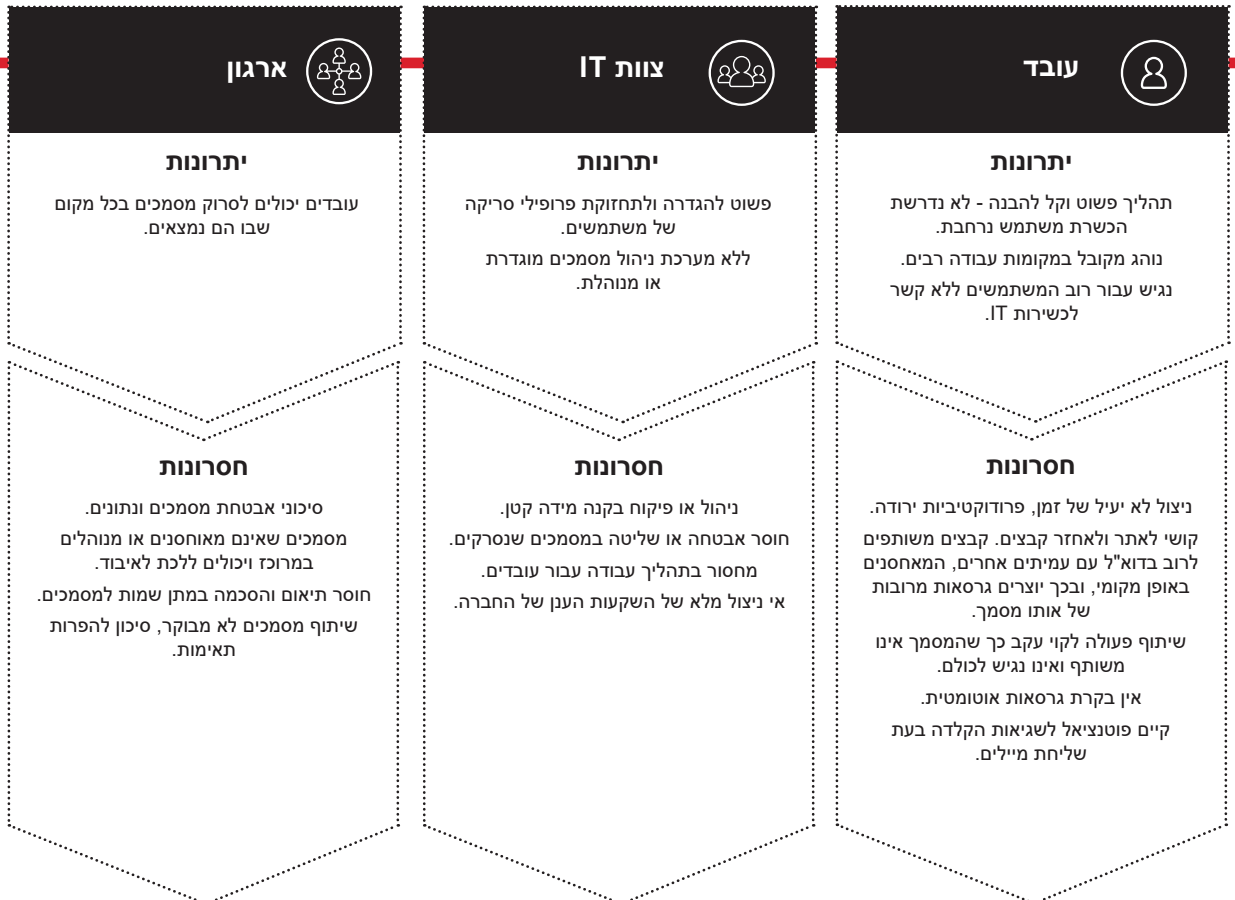 עובד
יתרונות
תהליך פשוט וקל להבנה - לא נדרשת
הכשרת משתמש נרחבת.
נוהג מקובל במקומות עבודה רבים.
נגיש עבור רוב המשתמשים ללא קשר
לכשירות IT.
חסרונות
ניצול לא יעיל של זמן, פרודוקטיביות ירודה.
קושי לאתר ולאחזר קבצים. קבצים משותפים
לרוב בדוא"ל עם עמיתים אחרים, המאחסנים
באופן מקומי, ובכך יוצרים גרסאות מרובות
של אותו מסמך.
שיתוף פעולה לקוי עקב כך שהמסמך אינו
משותף ואינו נגיש לכולם.
אין בקרת גרסאות אוטומטית.
קיים פוטנציאל לשגיאות הקלדה בעת
שליחת מיילים.
צוות IT
יתרונות
פשוט להגדרה ולתחזוקת פרופילי סריקה
של משתמשים.
ללא מערכת ניהול מסמכים מוגדרת
או מנוהלת.
חסרונות
ניהול או פיקוח בקנה מידה קטן.
חוסר אבטחה או שליטה במסמכים שנסרקים.
מחסור בתהליך עבודה עבור עובדים.
אי ניצול מלא של השקעות הענן של החברה.
ארגון
יתרונות
עובדים יכולים לסרוק מסמכים בכל מקום
שבו הם נמצאים.
חסרונות
סיכוני אבטחת מסמכים ונתונים.
מסמכים שאינם מאוחסנים או מנוהלים
במרוכז ויכולים ללכת לאיבוד.
חוסר תיאום והסכמה במתן שמות למסמכים.
שיתוף מסמכים לא מבוקר, סיכון להפרות
תאימות.